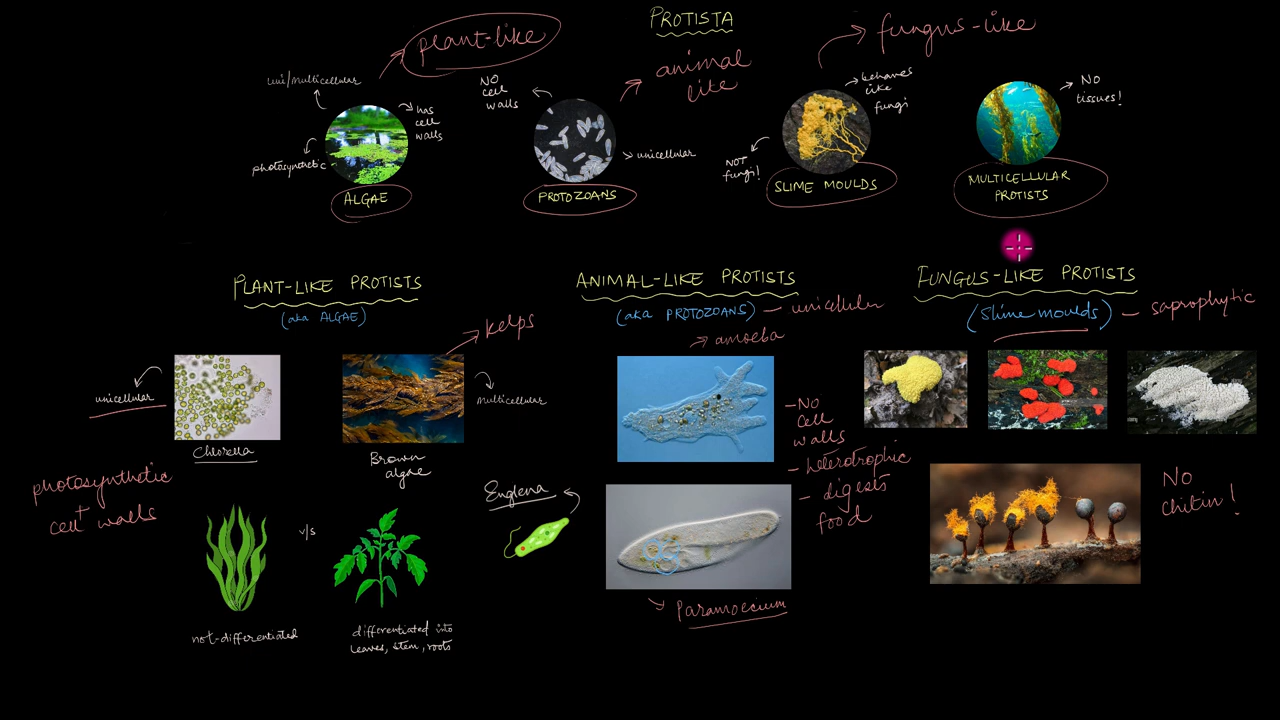 PROTISTA
plant-like
animal
like
fungus-like
uni/multicellular
has
cell
walls
photosynthetic
ALGAE
NO
cell
walls
unicellular
PROTOZOANS
behaves
like
fungi
NOT
fungi!
SLIME MOULDS
No
tissues!
MULTICELLULAR
PROTISTS
PLANT-LIKE PROTISTS
(aka ALGAE)
kelps
unicellular
Chlorella
multicellular
Brown
algae
photosynthetic
+
cell walls
v/s
not-differentiated
differentiated into
leaves, stem, roots
Euglena
ANIMAL-LIKE PROTISTS
(aka PROTOZOANS) – unicellular
amoeba
– No
cell
walls
– heterotrophic
– digests
food
Paramoecium
FUNGUS-LIKE PROTISTS
(Slime moulds) – saprophytic
No
chitin!